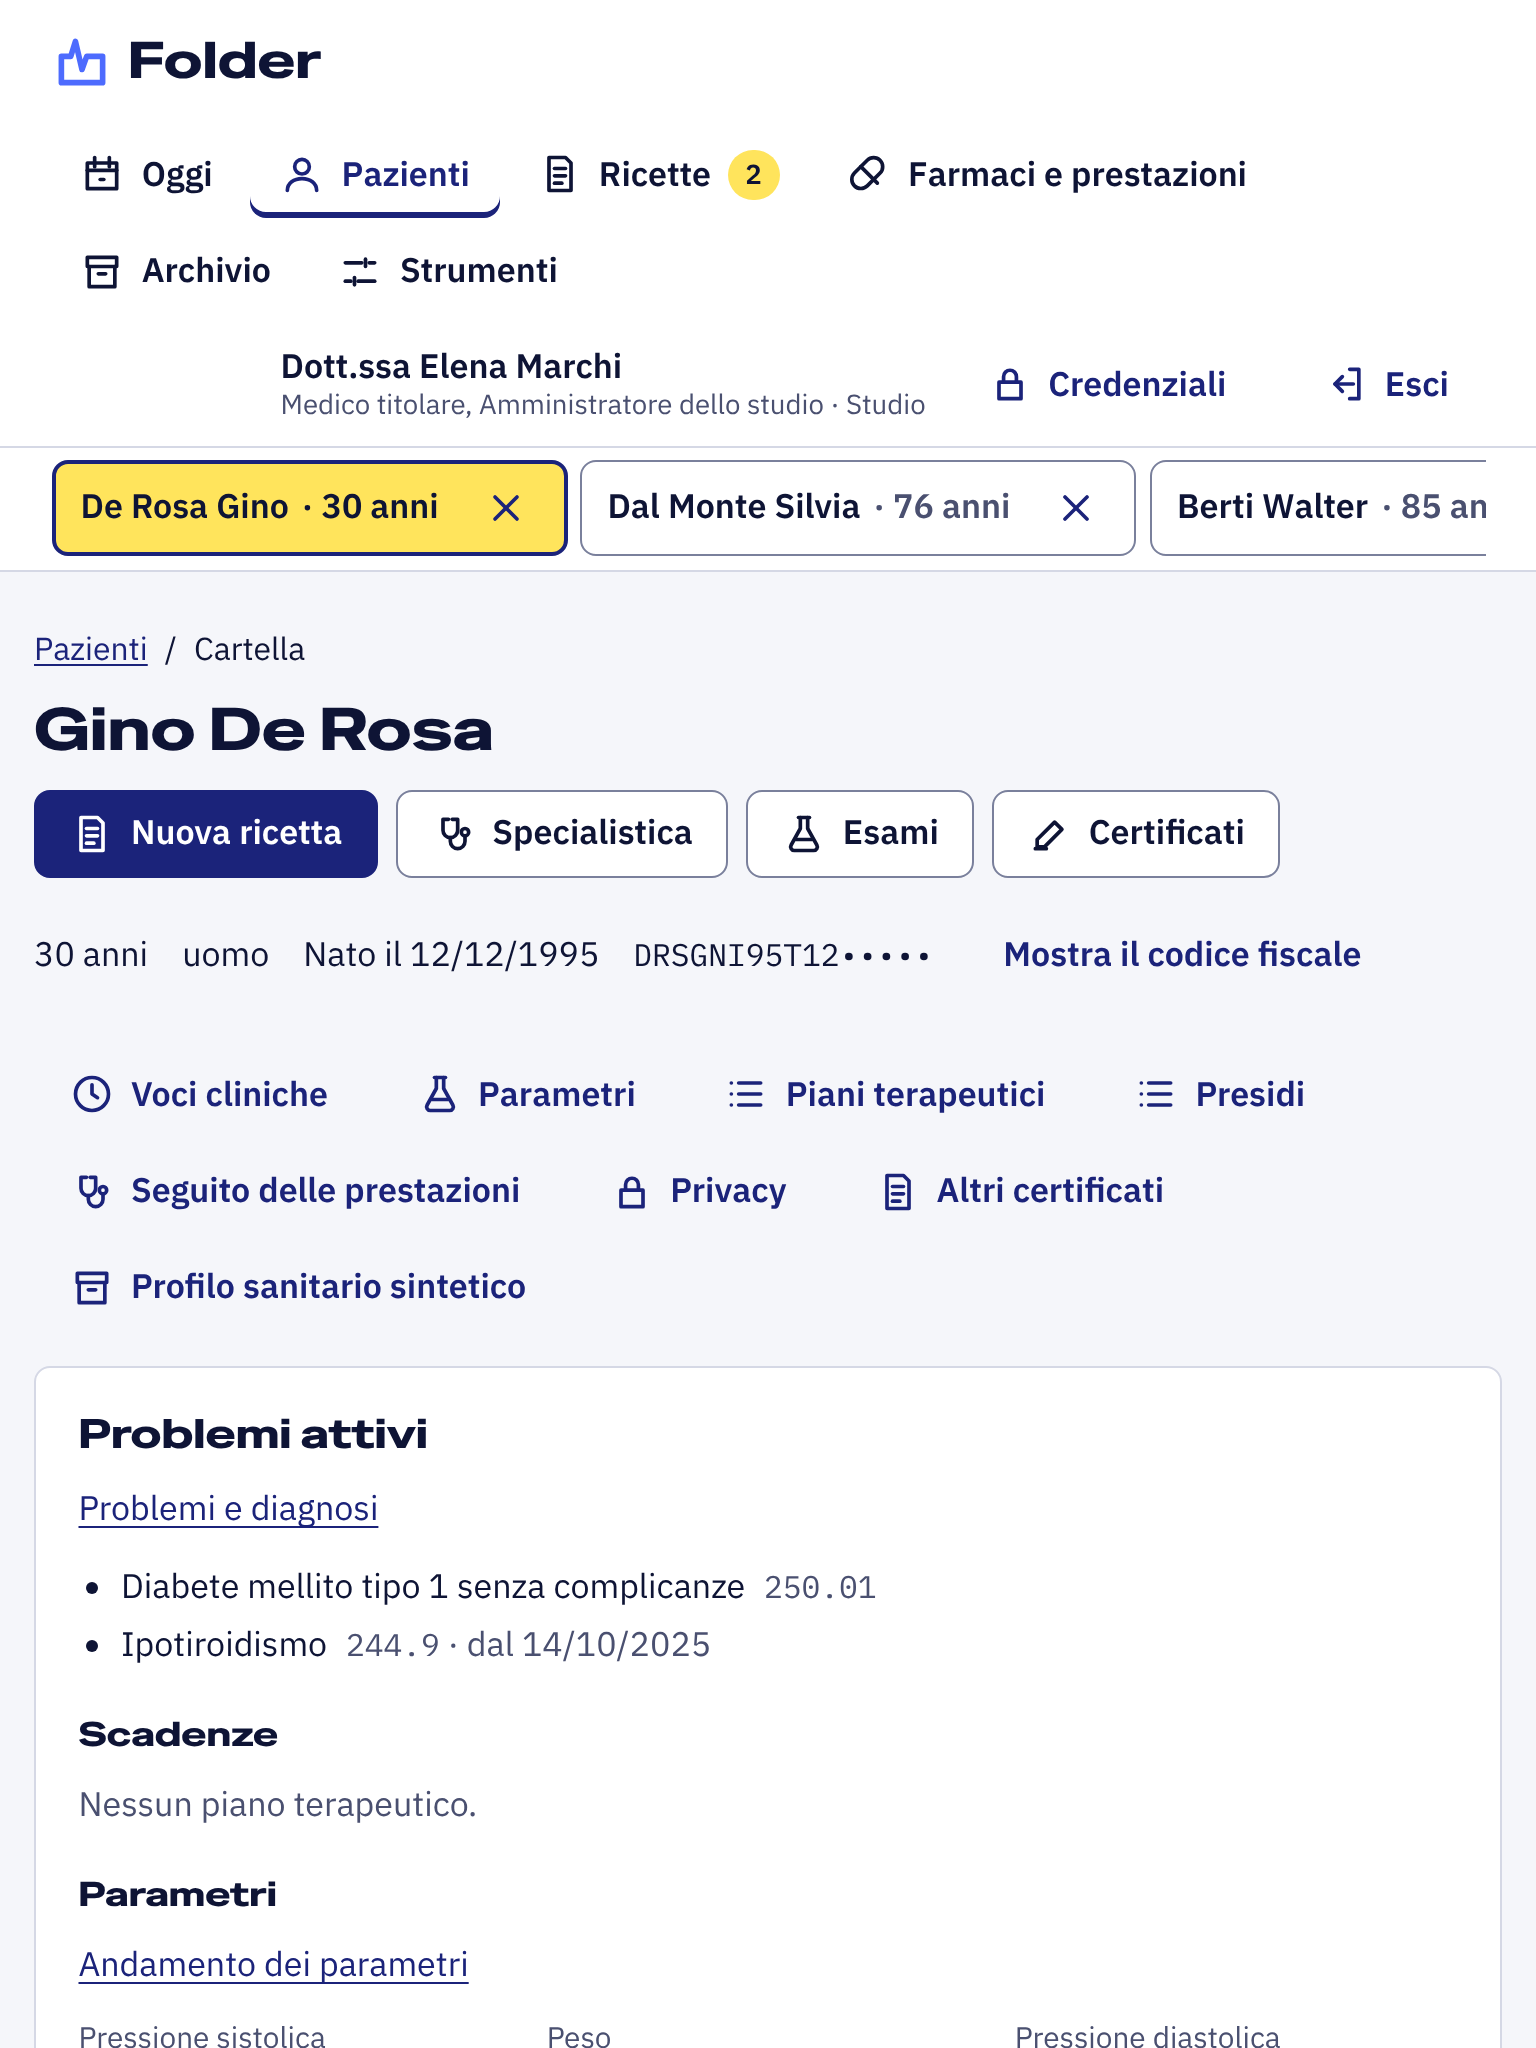 Folder
Oggi Pazienti Ricette 2 Farmaci e prestazioni
Archivio Strumenti
Dott.ssa Elena Marchi
Medico titolare, Amministratore dello studio · Studio
Credenziali Esci
De Rosa Gino · 30 anni Dal Monte Silvia · 76 anni Berti Walter · 85 an
Pazienti / Cartella
Gino De Rosa
Nuova ricetta Specialistica Esami Certificati
30 anni uomo Nato il 12/12/1995 DRSGNI95T12••••• Mostra il codice fiscale
Voci cliniche Parametri Piani terapeutici Presidi
Seguito delle prestazioni Privacy Altri certificati
Profilo sanitario sintetico
Problemi attivi
Problemi e diagnosi
• Diabete mellito tipo 1 senza complicanze 250.01
• Ipotiroidismo 244.9 · dal 14/10/2025
Scadenze
Nessun piano terapeutico.
Parametri
Andamento dei parametri
Pressione sistolica Peso Pressione diastolica